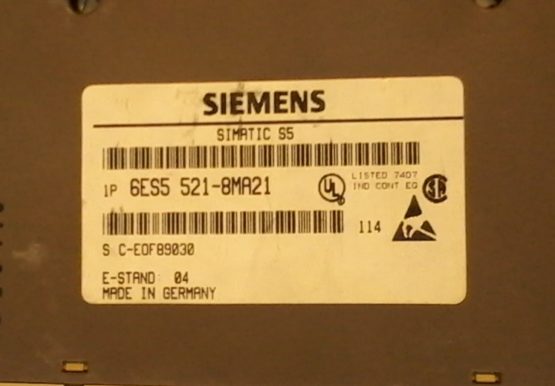 SIEMENS
SIMATIC S5
1P 6ES5 521-8MA21
UL
LISTED 7407
IND CONT EQ
114
S C-EOF89030
E-STAND 04
MADE IN GERMANY